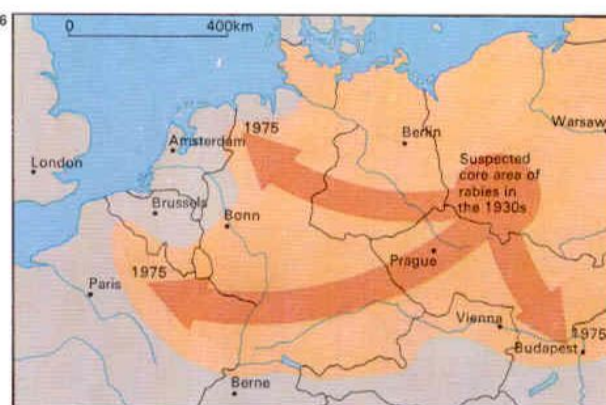 6
0 400km
1975
Amsterdam
Berlin
Warsaw
London
Suspected
core area of
rabies in
the 1930s
Brussels
Bonn
Prague
1975
Paris
Vienna
1975
Budapest
Berne